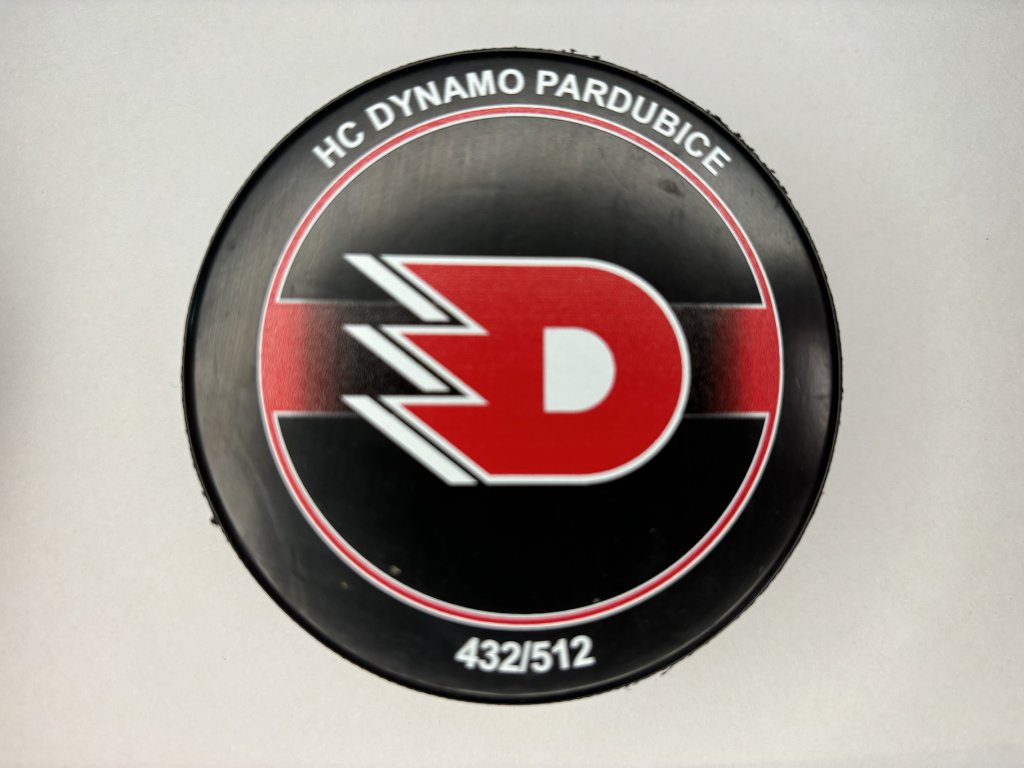 HC DYNAMO PARDUBICE
D
432/512